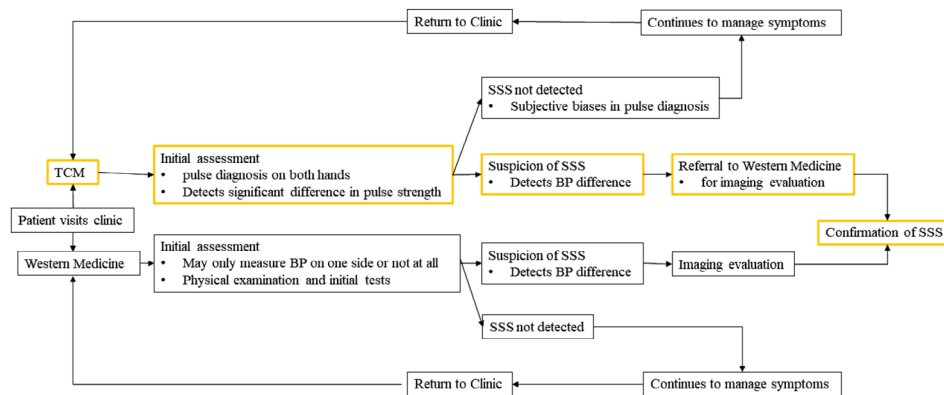 Return to Clinic
Continues to manage symptoms
SSS not detected
• Subjective biases in pulse diagnosis
TCM
Initial assessment
• pulse diagnosis on both hands
• Detects significant difference in pulse strength
Suspicion of SSS
• Detects BP difference
Referral to Western Medicine
• for imaging evaluation
Patient visits clinic
Confirmation of SSS
Western Medicine
Initial assessment
• May only measure BP on one side or not at all
• Physical examination and initial tests
Suspicion of SSS
• Detects BP difference
Imaging evaluation
SSS not detected
Return to Clinic
Continues to manage symptoms